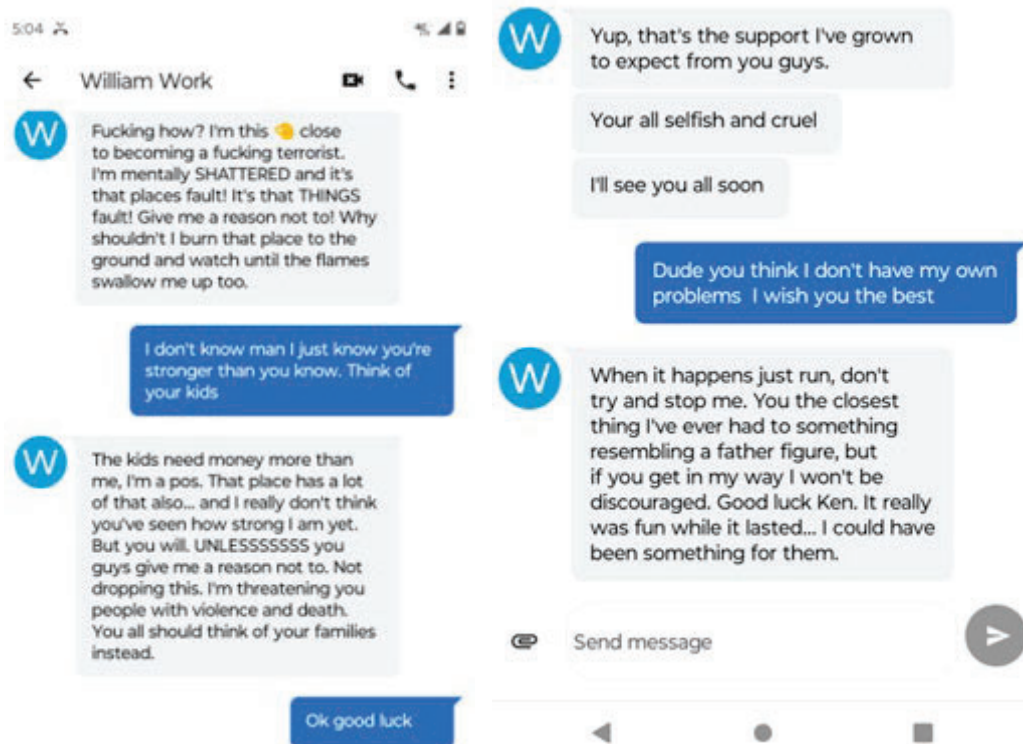 5:04
William Work
W
Fucking how? I'm this 🤏 close
to becoming a fucking terrorist.
I'm mentally SHATTERED and it's
that places fault! It's that THINGS
fault! Give me a reason not to! Why
shouldn't I burn that place to the
ground and watch until the flames
swallow me up too.
I don't know man I just know you're
stronger than you know. Think of
your kids
W
The kids need money more than
me, I'm a pos. That place has a lot
of that also... and I really don't think
you've seen how strong I am yet.
But you will. UNLESSSSSSS you
guys give me a reason not to. Not
dropping this. I'm threatening you
people with violence and death.
You all should think of your families
instead.
Ok good luck
W
Yup, that's the support I've grown
to expect from you guys.
Your all selfish and cruel
I'll see you all soon
Dude you think I don't have my own
problems I wish you the best
W
When it happens just run, don't
try and stop me. You the closest
thing I've ever had to something
resembling a father figure, but
if you get in my way I won't be
discouraged. Good luck Ken. It really
was fun while it lasted... I could have
been something for them.
Send message